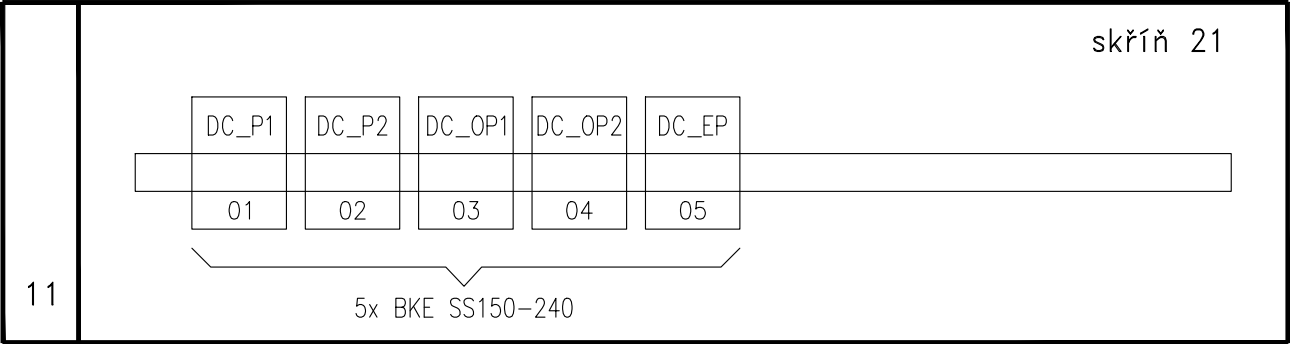 skříň 21
DC_P1 DC_P2 DC_OP1 DC_OP2 DC_EP
01 02 03 04 05
11
5x BKE SS150-240